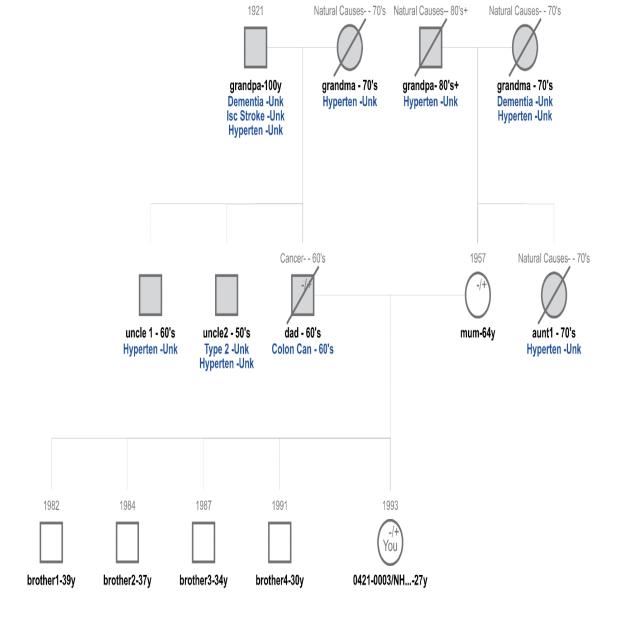 1921
Natural Causes- - 70's
Natural Causes-- 80's+
Natural Causes- - 70's
grandpa-100y
Dementia -Unk
Isc Stroke -Unk
Hyperten -Unk
grandma - 70's
Hyperten -Unk
grandpa- 80's+
Hyperten -Unk
grandma - 70's
Dementia -Unk
Hyperten -Unk
Cancer- - 60's
1957
Natural Causes- - 70's
-/+
-/+
uncle 1 - 60's
Hyperten -Unk
uncle2 - 50's
Type 2 -Unk
Hyperten -Unk
dad - 60's
Colon Can - 60's
mum-64y
aunt1 - 70's
Hyperten -Unk
1982
1984
1987
1991
1993
-/+
You
brother1-39y
brother2-37y
brother3-34y
brother4-30y
0421-0003/NH...-27y